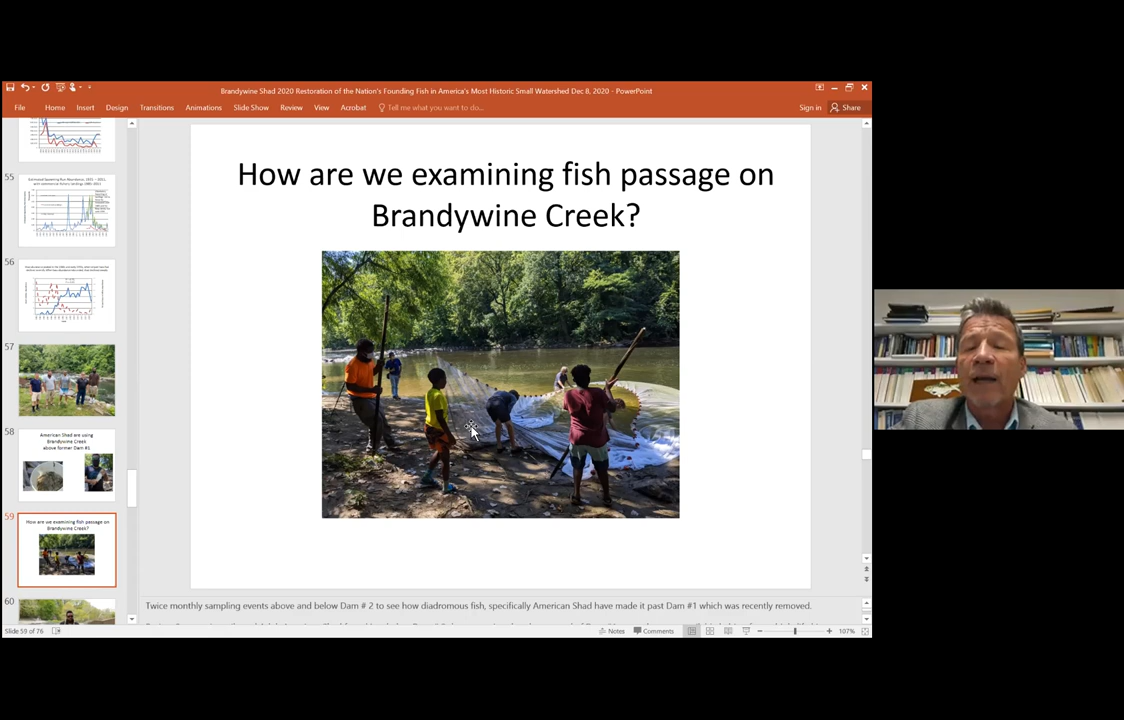 Brandywine Shad 2020 Restoration of the Nation's Founding Fish in America's Most Historic Small Watershed Dec 8, 2020 - PowerPoint
File Home Insert Design Transitions Animations Slide Show Review View Acrobat Tell me what you want to do... Sign in Share
55
56
57
58
American Shad are using
Brandywine Creek
above former Dam #1
59
How are we examining fish passage on
Brandywine Creek?
60
How are we examining fish passage on
Brandywine Creek?
Twice monthly sampling events above and below Dam # 2 to see how diadromous fish, specifically American Shad have made it past Dam #1 which was recently removed.
Slide 59 of 76 Notes Comments 107%